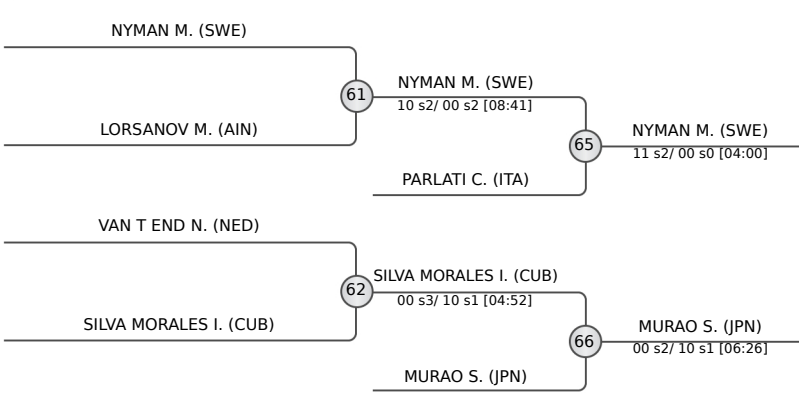 NYMAN M. (SWE)
61
NYMAN M. (SWE)
10 s2/ 00 s2 [08:41]
LORSANOV M. (AIN)
65
NYMAN M. (SWE)
11 s2/ 00 s0 [04:00]
PARLATI C. (ITA)
VAN T END N. (NED)
62
SILVA MORALES I. (CUB)
00 s3/ 10 s1 [04:52]
SILVA MORALES I. (CUB)
66
MURAO S. (JPN)
00 s2/ 10 s1 [06:26]
MURAO S. (JPN)